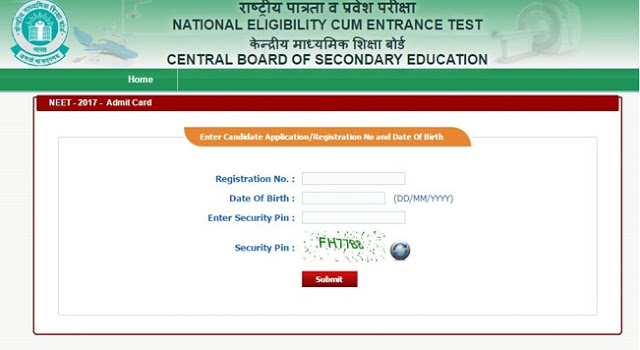 राष्ट्रीय पात्रता व प्रवेश परीक्षा
NATIONAL ELIGIBILITY CUM ENTRANCE TEST
केन्द्रीय माध्यमिक शिक्षा बोर्ड
CENTRAL BOARD OF SECONDARY EDUCATION
भारत
Home
NEET - 2017 - Admit Card
Enter Candidate Application/Registration No and Date Of Birth
Registration No. :
Date Of Birth : (DD/MM/YYYY)
Enter Security Pin :
Security Pin : FH7788
Submit